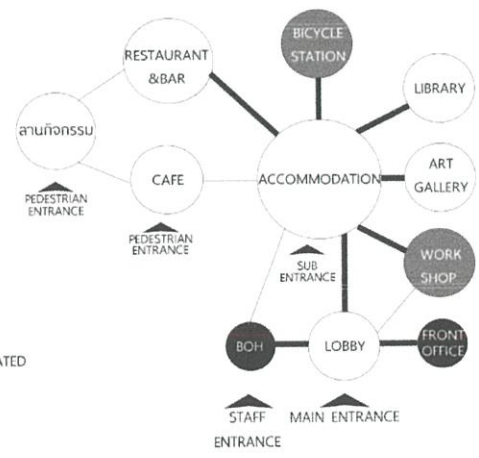 BICYCLE
STATION
RESTAURANT
&BAR
LIBRARY
ลานกิจกรรม
CAFE
ACCOMMODATION
ART
GALLERY
PEDESTRIAN
ENTRANCE
PEDESTRIAN
ENTRANCE
SUB
ENTRANCE
WORK
SHOP
BOH
LOBBY
FRONT
OFFICE
ATED
STAFF
ENTRANCE
MAIN ENTRANCE